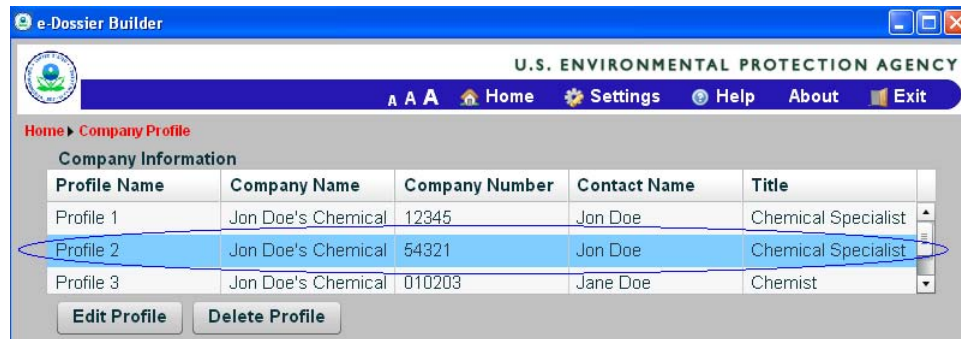 e-Dossier Builder
U.S. ENVIRONMENTAL PROTECTION AGENCY
A A A Home Settings Help About Exit
Home Company Profile
Company Information
Profile Name Company Name Company Number Contact Name Title
Profile 1 Jon Doe's Chemical 12345 Jon Doe Chemical Specialist
Profile 2 Jon Doe's Chemical 54321 Jon Doe Chemical Specialist
Profile 3 Jon Doe's Chemical 010203 Jane Doe Chemist
Edit Profile Delete Profile